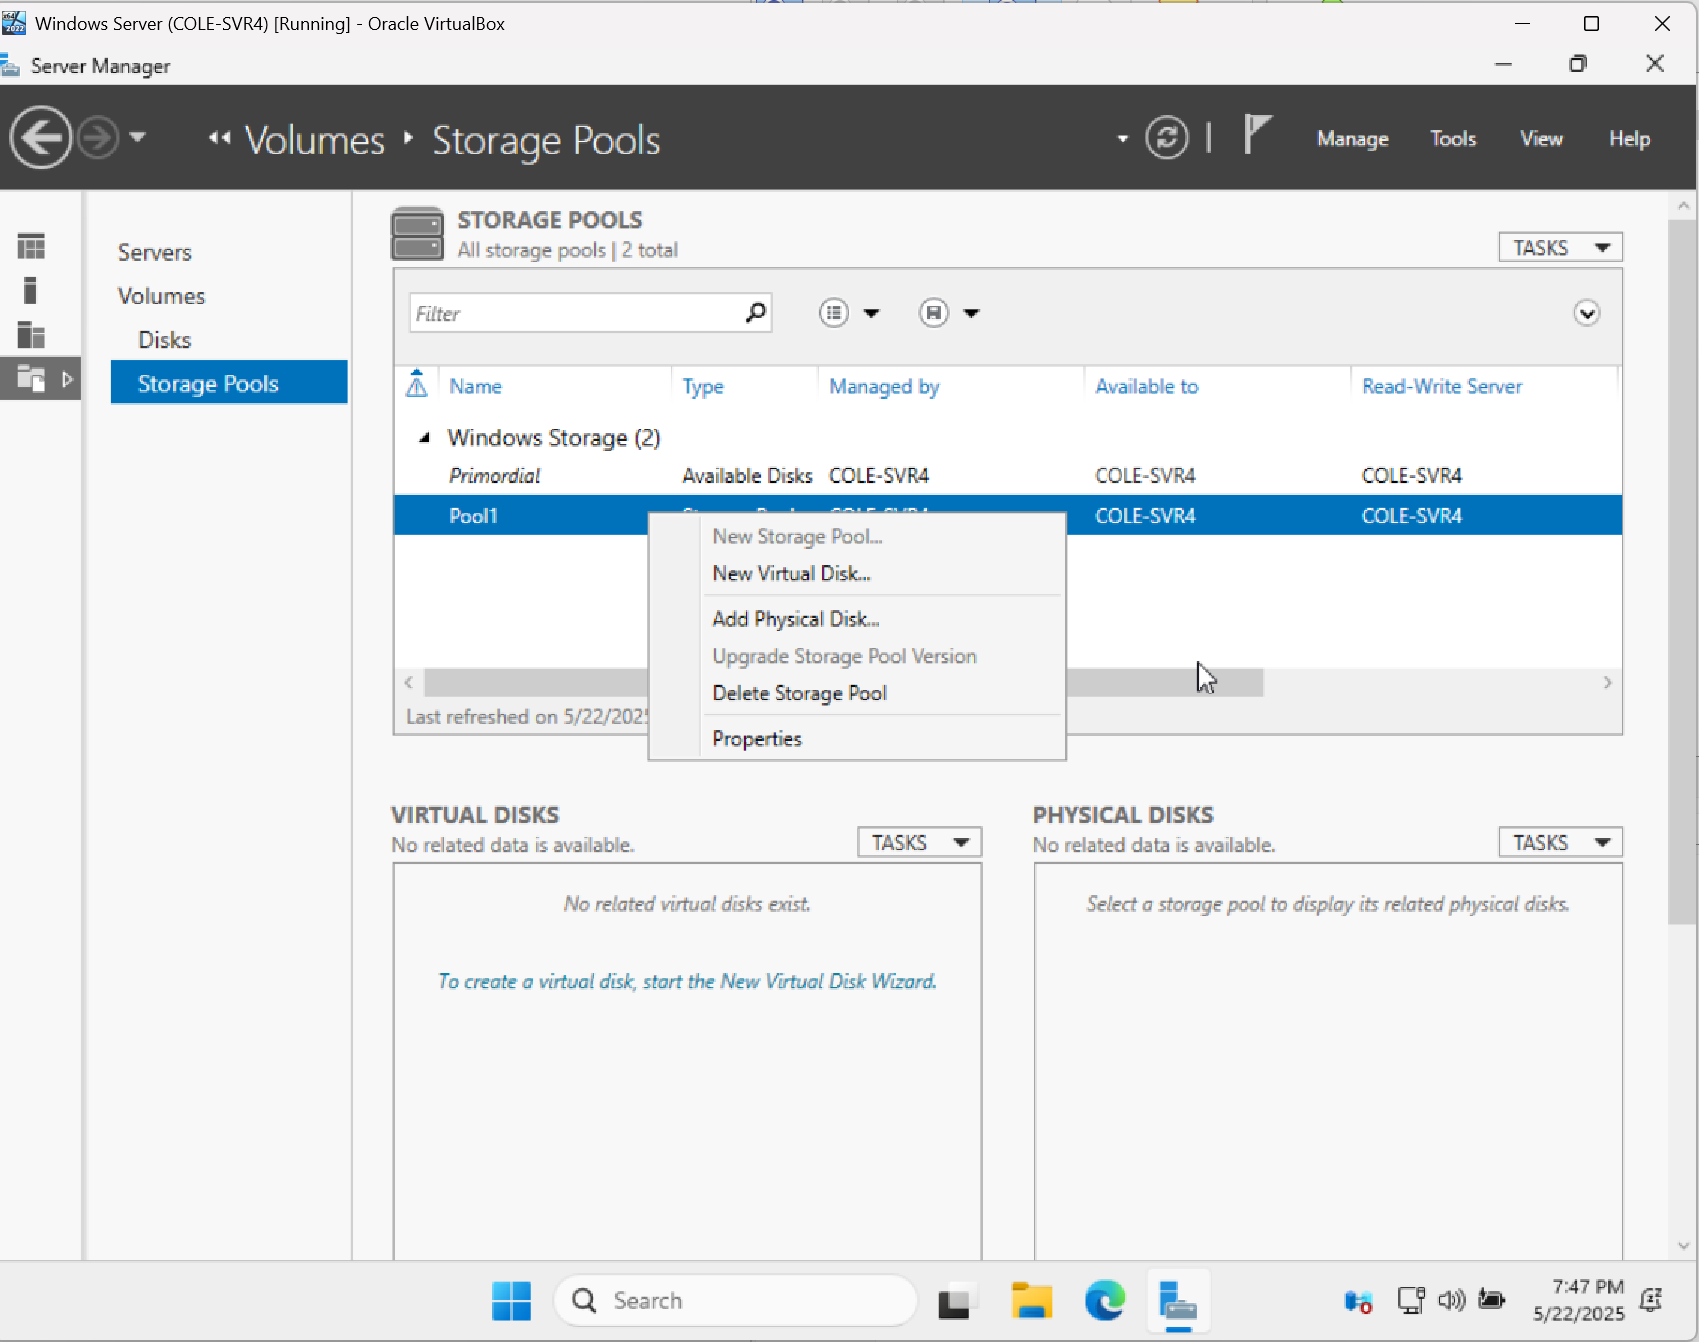 Windows Server (COLE-SVR4) [Running] - Oracle VirtualBox
Server Manager
Volumes Storage Pools
Manage Tools View Help
Servers
Volumes
Disks
Storage Pools
STORAGE POOLS
All storage pools | 2 total
TASKS
Filter
Name Type Managed by Available to Read-Write Server
Windows Storage (2)
Primordial Available Disks COLE-SVR4 COLE-SVR4 COLE-SVR4
Pool1 COLE-SVR4 COLE-SVR4
New Storage Pool...
New Virtual Disk...
Add Physical Disk...
Upgrade Storage Pool Version
Delete Storage Pool
Properties
Last refreshed on 5/22/2025
VIRTUAL DISKS
No related data is available.
TASKS
No related virtual disks exist.
To create a virtual disk, start the New Virtual Disk Wizard.
PHYSICAL DISKS
No related data is available.
TASKS
Select a storage pool to display its related physical disks.
Search
7:47 PM
5/22/2025